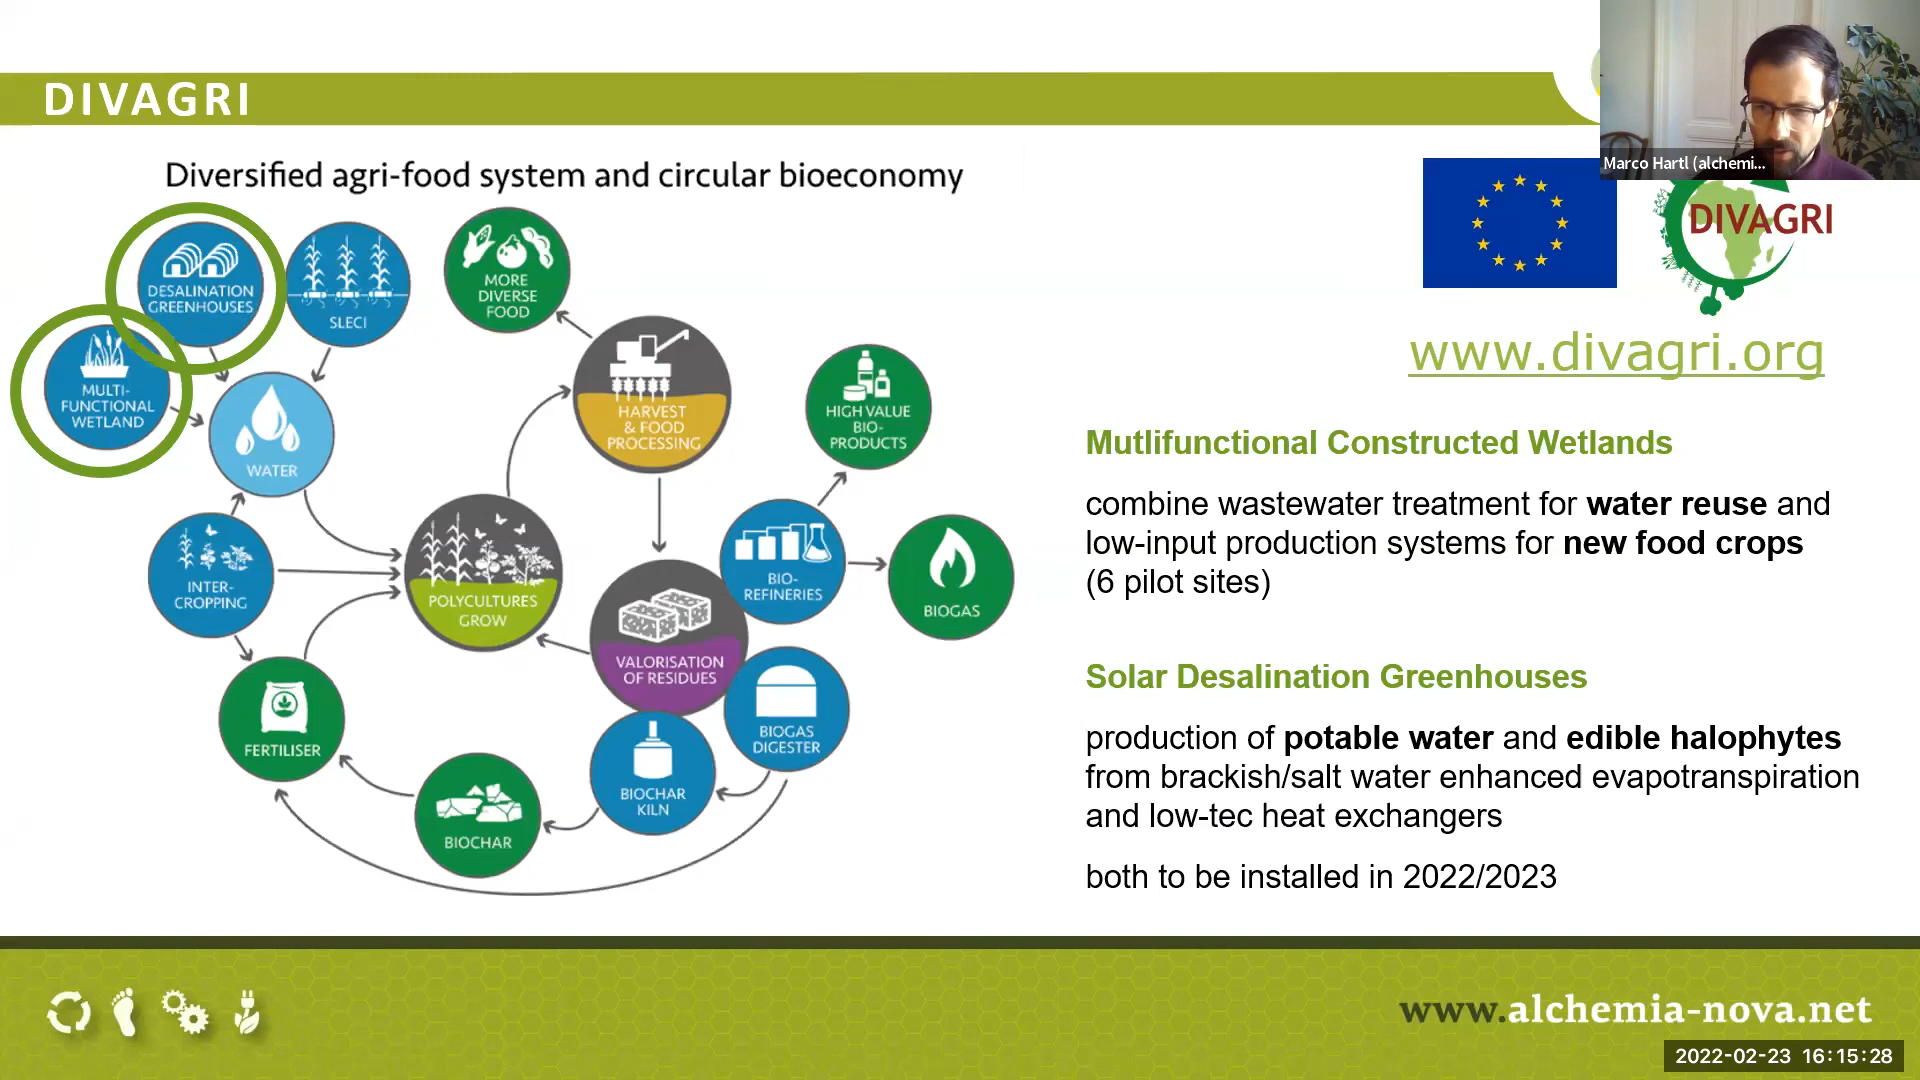 DIVAGRI
Marco Hartl (alchemi...
Diversified agri-food system and circular bioeconomy
DIVAGRI
www.divagri.org
DESALINATION
GREENHOUSES
SLECI
MORE
DIVERSE
FOOD
MULTI-
FUNCTIONAL
WETLAND
WATER
HARVEST
& FOOD
PROCESSING
HIGH VALUE
BIO-
PRODUCTS
INTER-
CROPPING
POLYCULTURES
GROW
BIO-
REFINERIES
BIOGAS
VALORISATION
OF RESIDUES
FERTILISER
BIOGAS
DIGESTER
BIOCHAR
KILN
BIOCHAR
Mutlifunctional Constructed Wetlands
combine wastewater treatment for water reuse and
low-input production systems for new food crops
(6 pilot sites)
Solar Desalination Greenhouses
production of potable water and edible halophytes
from brackish/salt water enhanced evapotranspiration
and low-tec heat exchangers
both to be installed in 2022/2023
www.alchemia-nova.net
2022-02-23 16:15:28